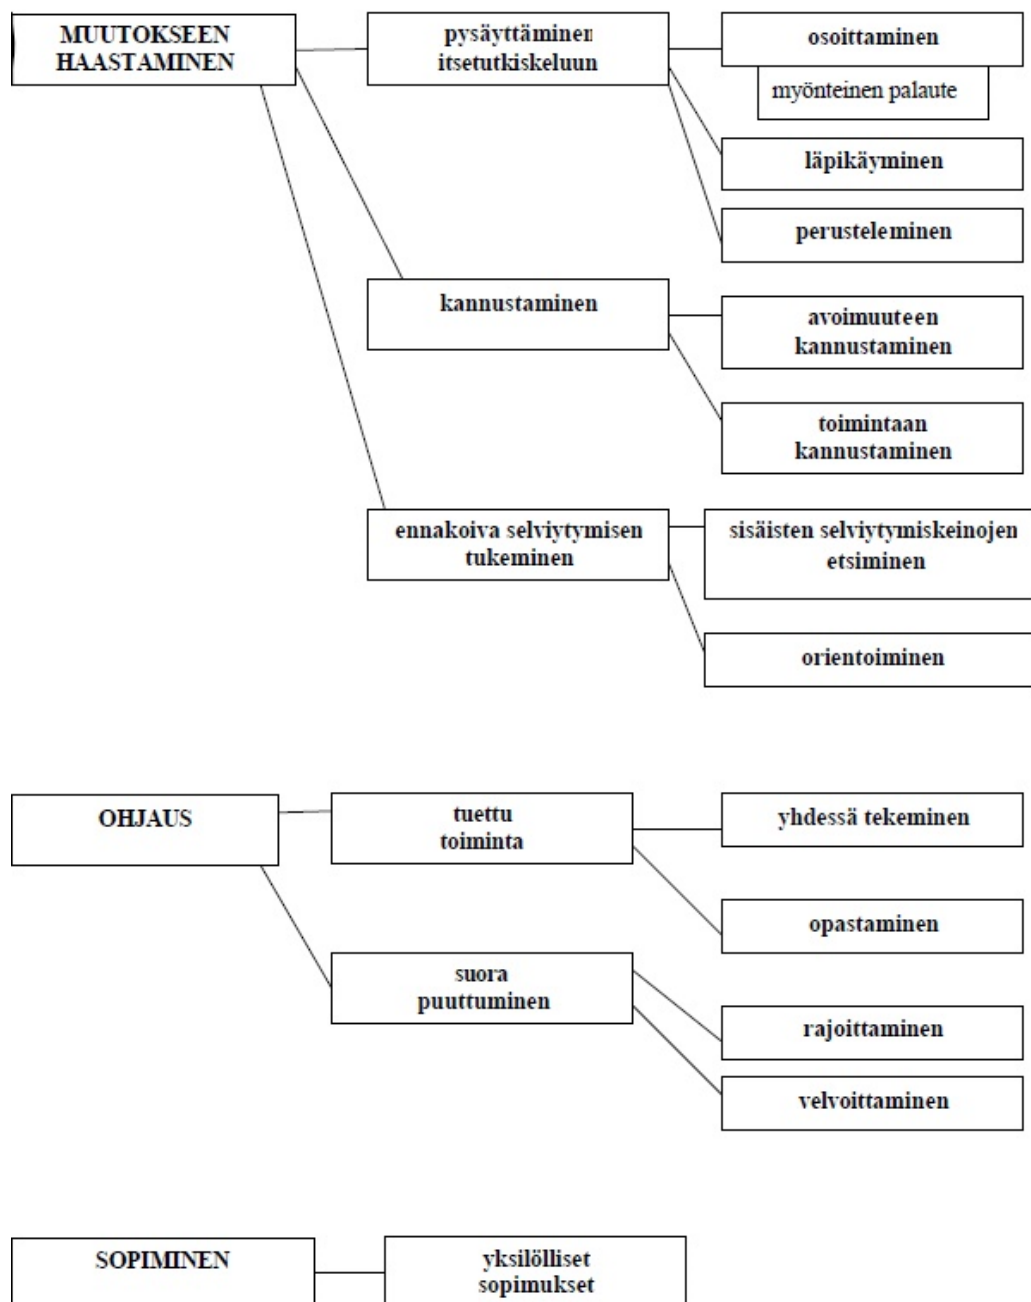 MUUTOKSEEN
HAASTAMINEN
pysäyttäminen
itsetutkiskeluun
osoittaminen
myönteinen palaute
läpikäyminen
perusteleminen
kannustaminen
avoimuuteen
kannustaminen
toimintaan
kannustaminen
ennakoiva selviytymisen
tukeminen
sisäisten selviytymiskeinojen
etsiminen
orientoiminen
OHJAUS
tuettu
toiminta
yhdessä tekeminen
opastaminen
suora
puuttuminen
rajoittaminen
velvoittaminen
SOPIMINEN
yksilölliset
sopimukset